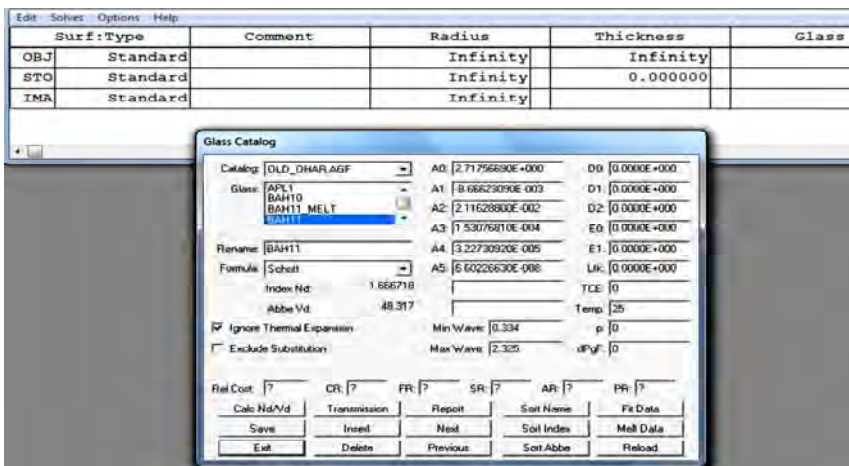 Edit Solves Options Help
Surf:Type Comment Radius Thickness Glass
OBJ Standard Infinity Infinity
STO Standard Infinity 0.000000
IMA Standard Infinity
Glass Catalog
Catalog: OLD_OHAR.AGF A0: 2.71756690E+000 D0: 0.0000E+000
Glass: APL1 A1: -8.66623090E-003 D1: 0.0000E+000
BAH10
BAH11_MELT A2: 2.11628800E-002 D2: 0.0000E+000
BAH11
A3: 1.53076810E-004 E0: 0.0000E+000
Rename: BAH11 A4: 3.22730920E-005 E1: 0.0000E+000
Formula: Schott A5: 6.60226630E-008 Ltk: 0.0000E+000
Index Nd: 1.666718 TCE: 0
Abbe Vd: 48.317 Temp: 25
Ignore Thermal Expansion Min Wave: 0.334 p: 0
Exclude Substitution Max Wave: 2.325 dPgF: 0
Rel Cost: ? CR: ? FR: ? SR: ? AR: ? PR: ?
Calc Nd/Vd Transmission Report Sort Name Fit Data
Save Insert Next Sort Index Melt Data
Exit Delete Previous Sort Abbe Reload